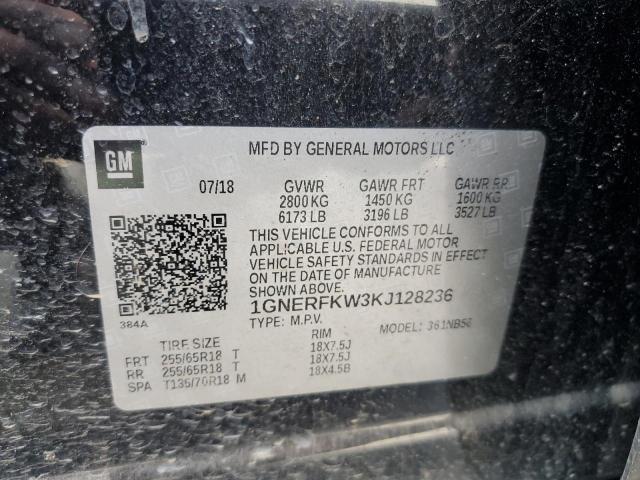 GM
MFD BY GENERAL MOTORS LLC
07/18 GVWR GAWR FRT GAWR RR
2800 KG 1450 KG 1600 KG
6173 LB 3196 LB 3527 LB
THIS VEHICLE CONFORMS TO ALL
APPLICABLE U.S. FEDERAL MOTOR
VEHICLE SAFETY STANDARDS IN EFFECT
ON THE DATE OF MANUFACTURE
SHOWN ABOVE.
1GNERFKW3KJ128236
384A
TYPE: M.P.V. MODEL: 361NB56
TIRE SIZE RIM
FRT 255/65R18 T 18X7.5J
RR 255/65R18 T 18X7.5J
SPA T135/70R18 M 18X4.5B